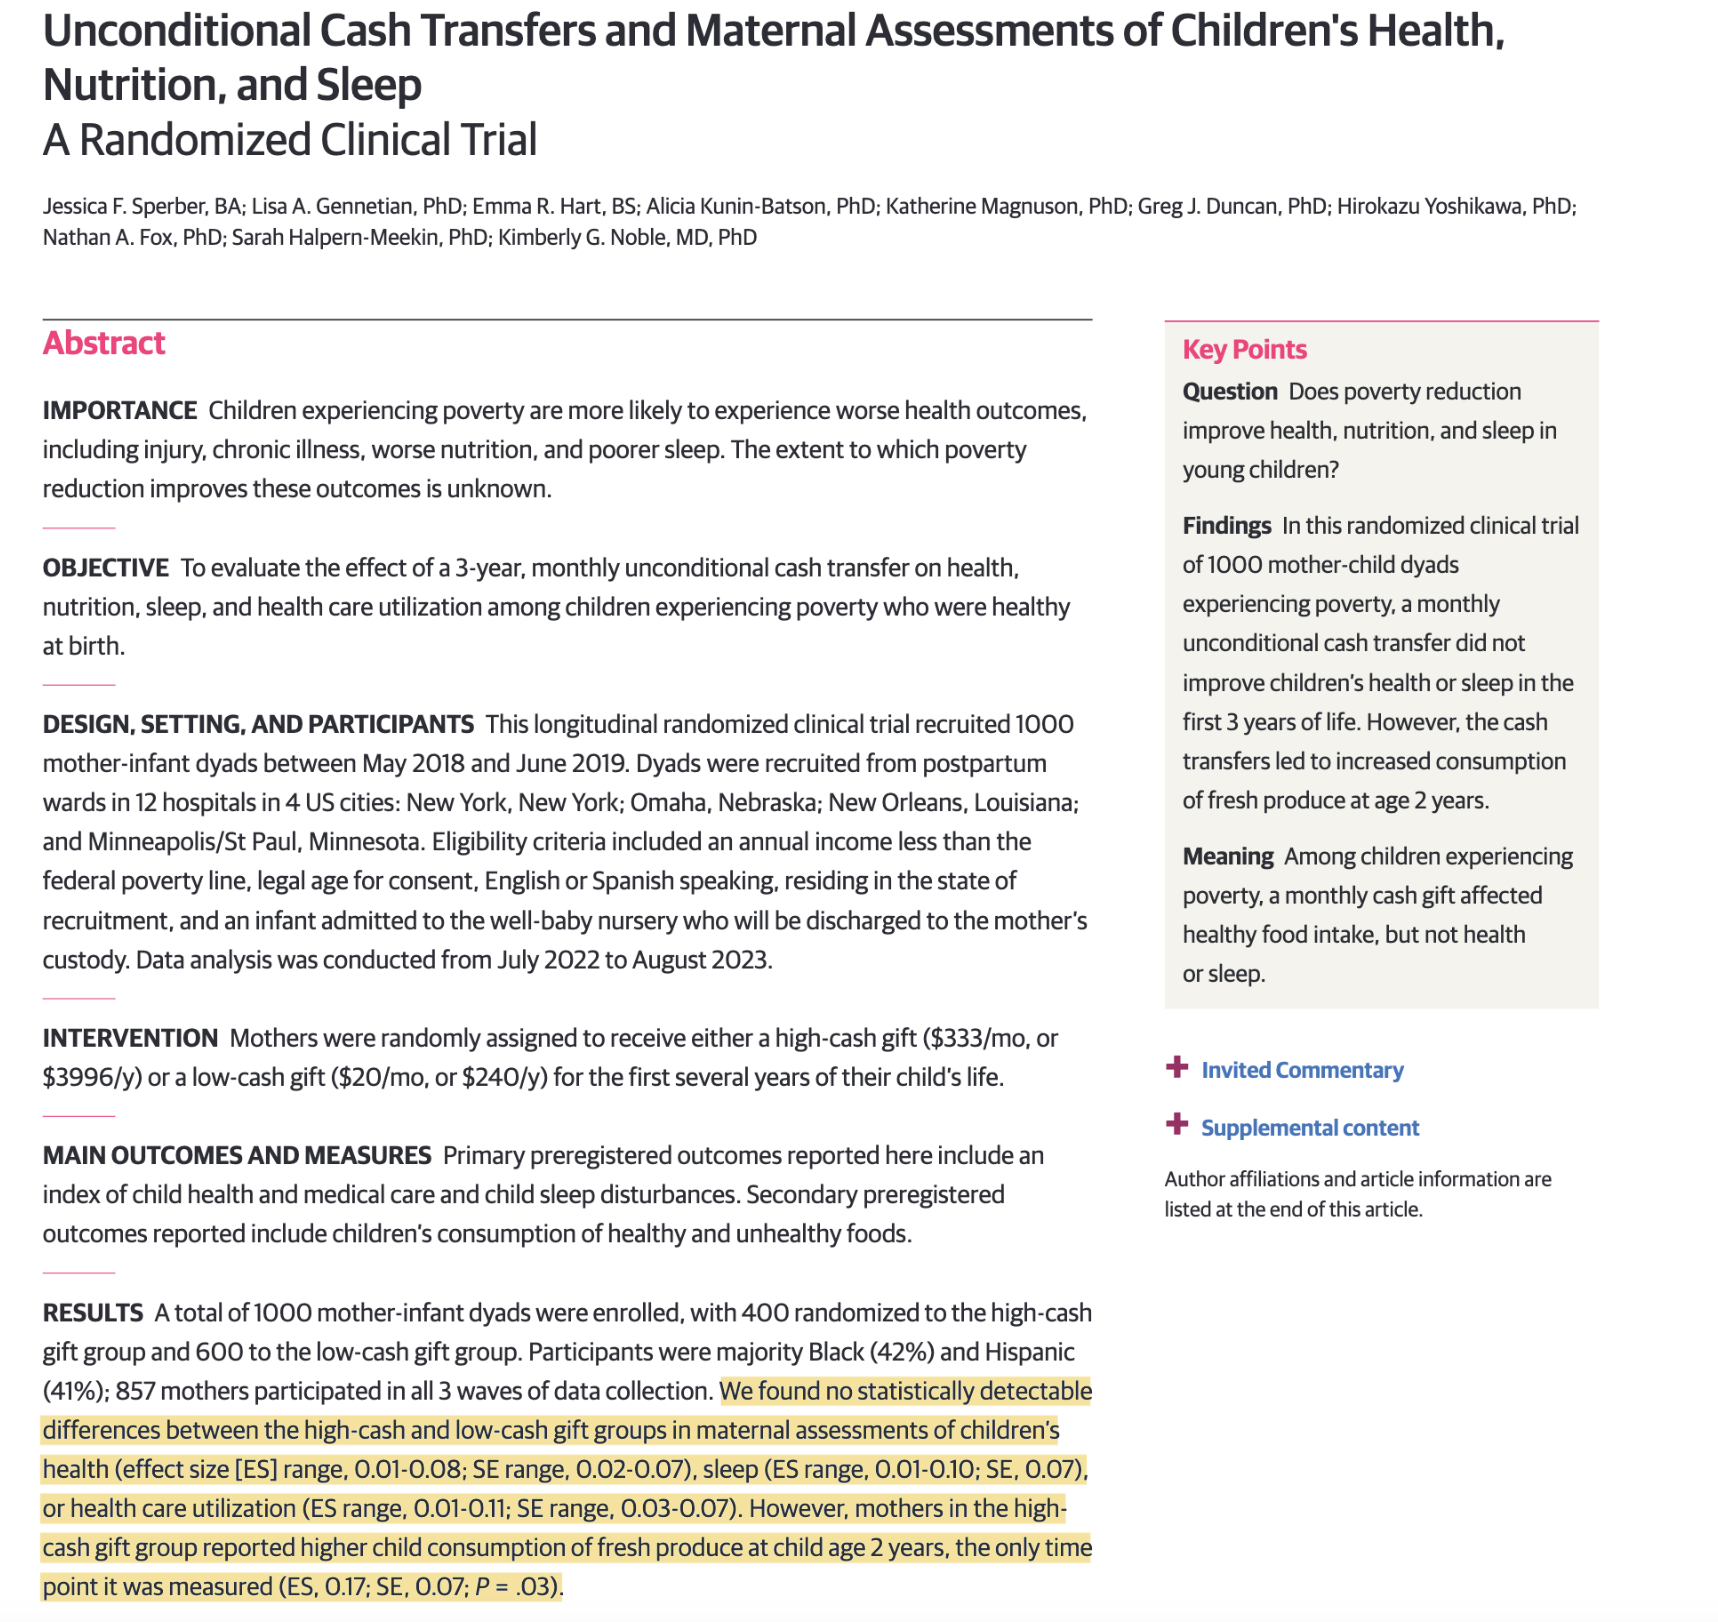 Unconditional Cash Transfers and Maternal Assessments of Children's Health,
Nutrition, and Sleep
A Randomized Clinical Trial
Jessica F. Sperber, BA; Lisa A. Gennetian, PhD; Emma R. Hart, BS; Alicia Kunin-Batson, PhD; Katherine Magnuson, PhD; Greg J. Duncan, PhD; Hirokazu Yoshikawa, PhD;
Nathan A. Fox, PhD; Sarah Halpern-Meekin, PhD; Kimberly G. Noble, MD, PhD
Abstract
IMPORTANCE Children experiencing poverty are more likely to experience worse health outcomes,
including injury, chronic illness, worse nutrition, and poorer sleep. The extent to which poverty
reduction improves these outcomes is unknown.
OBJECTIVE To evaluate the effect of a 3-year, monthly unconditional cash transfer on health,
nutrition, sleep, and health care utilization among children experiencing poverty who were healthy
at birth.
DESIGN, SETTING, AND PARTICIPANTS This longitudinal randomized clinical trial recruited 1000
mother-infant dyads between May 2018 and June 2019. Dyads were recruited from postpartum
wards in 12 hospitals in 4 US cities: New York, New York; Omaha, Nebraska; New Orleans, Louisiana;
and Minneapolis/St Paul, Minnesota. Eligibility criteria included an annual income less than the
federal poverty line, legal age for consent, English or Spanish speaking, residing in the state of
recruitment, and an infant admitted to the well-baby nursery who will be discharged to the mother's
custody. Data analysis was conducted from July 2022 to August 2023.
INTERVENTION Mothers were randomly assigned to receive either a high-cash gift ($333/mo, or
$3996/y) or a low-cash gift ($20/mo, or $240/y) for the first several years of their child's life.
MAIN OUTCOMES AND MEASURES Primary preregistered outcomes reported here include an
index of child health and medical care and child sleep disturbances. Secondary preregistered
outcomes reported include children's consumption of healthy and unhealthy foods.
RESULTS A total of 1000 mother-infant dyads were enrolled, with 400 randomized to the high-cash
gift group and 600 to the low-cash gift group. Participants were majority Black (42%) and Hispanic
(41%); 857 mothers participated in all 3 waves of data collection. We found no statistically detectable
differences between the high-cash and low-cash gift groups in maternal assessments of children's
health (effect size [ES] range, 0.01-0.08; SE range, 0.02-0.07), sleep (ES range, 0.01-0.10; SE, 0.07),
or health care utilization (ES range, 0.01-0.11; SE range, 0.03-0.07). However, mothers in the high-
cash gift group reported higher child consumption of fresh produce at child age 2 years, the only time
point it was measured (ES, 0.17; SE, 0.07; P = .03).
Key Points
Question Does poverty reduction
improve health, nutrition, and sleep in
young children?
Findings In this randomized clinical trial
of 1000 mother-child dyads
experiencing poverty, a monthly
unconditional cash transfer did not
improve children's health or sleep in the
first 3 years of life. However, the cash
transfers led to increased consumption
of fresh produce at age 2 years.
Meaning Among children experiencing
poverty, a monthly cash gift affected
healthy food intake, but not health
or sleep.
+ Invited Commentary
+ Supplemental content
Author affiliations and article information are
listed at the end of this article.